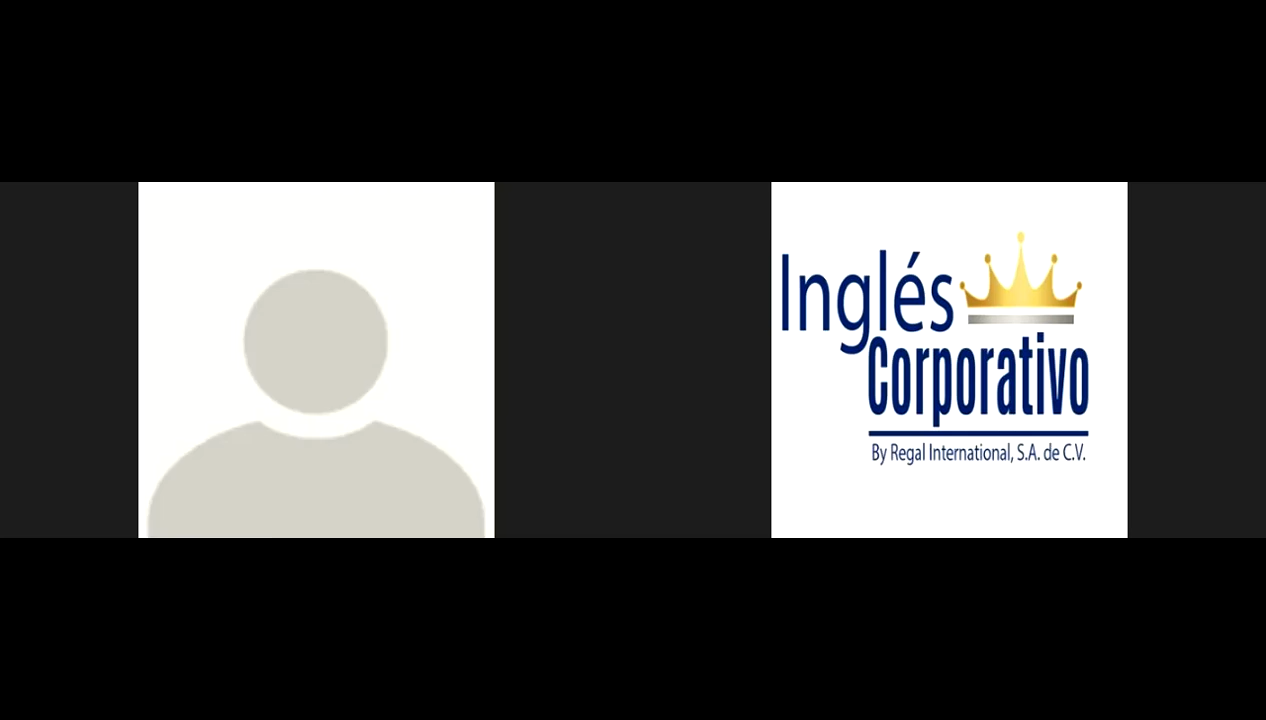 Inglés
Corporativo
By Regal International, S.A. de C.V.